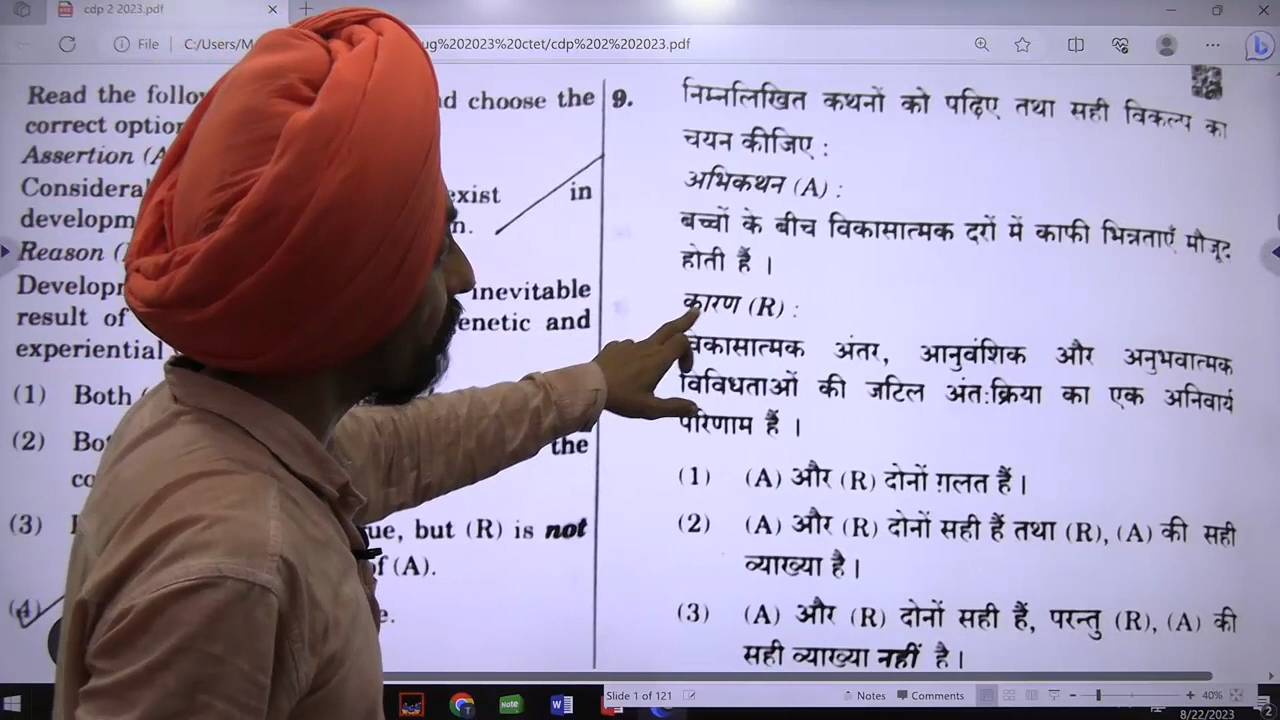 cdp 2 2023.pdf
File
C:/Users/M
ug%202023%20ctet/cdp%202%202023.pdf
Read the follo
d choose the
correct option
Assertion (A
Considera
exist in
developm
n.
Reason (
Develop
inevitable
result of
enetic and
experiential
(1) Both
(2) Bo
the
co
(3)
ue, but (R) is not
of (A).
(4)
e.
9. निम्नलिखित कथनों को पढ़िए तथा सही विकल्प का
चयन कीजिए :
अभिकथन (A) :
बच्चों के बीच विकासात्मक दरों में काफी भिन्नताएँ मौजूद
होती हैं ।
कारण (R) :
विकासात्मक अंतर, आनुवंशिक और अनुभवात्मक
विविधताओं की जटिल अंत:क्रिया का एक अनिवार्य
परिणाम हैं ।
(1) (A) और (R) दोनों ग़लत हैं ।
(2) (A) और (R) दोनों सही हैं तथा (R), (A) की सही
व्याख्या है ।
(3) (A) और (R) दोनों सही हैं, परन्तु (R), (A) की
सही व्याख्या नहीं है ।
Slide 1 of 121
Notes
Comments
40%
8/22/2023